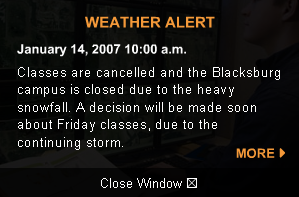 WEATHER ALERT
January 14, 2007 10:00 a.m.
Classes are cancelled and the Blacksburg
campus is closed due to the heavy
snowfall. A decision will be made soon
about Friday classes, due to the
continuing storm.
MORE
Close Window